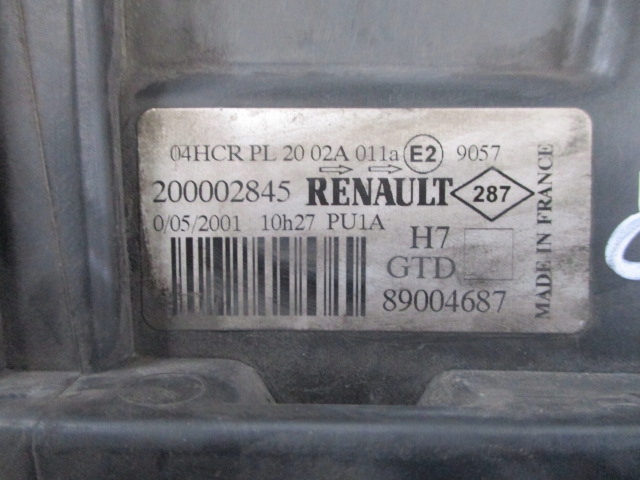 04HCR PL 20 02A 011a E2 9057
200002845 RENAULT 287
0/05/2001 10h27 PU1A
H7
GTD
89004687
MADE IN FRANCE